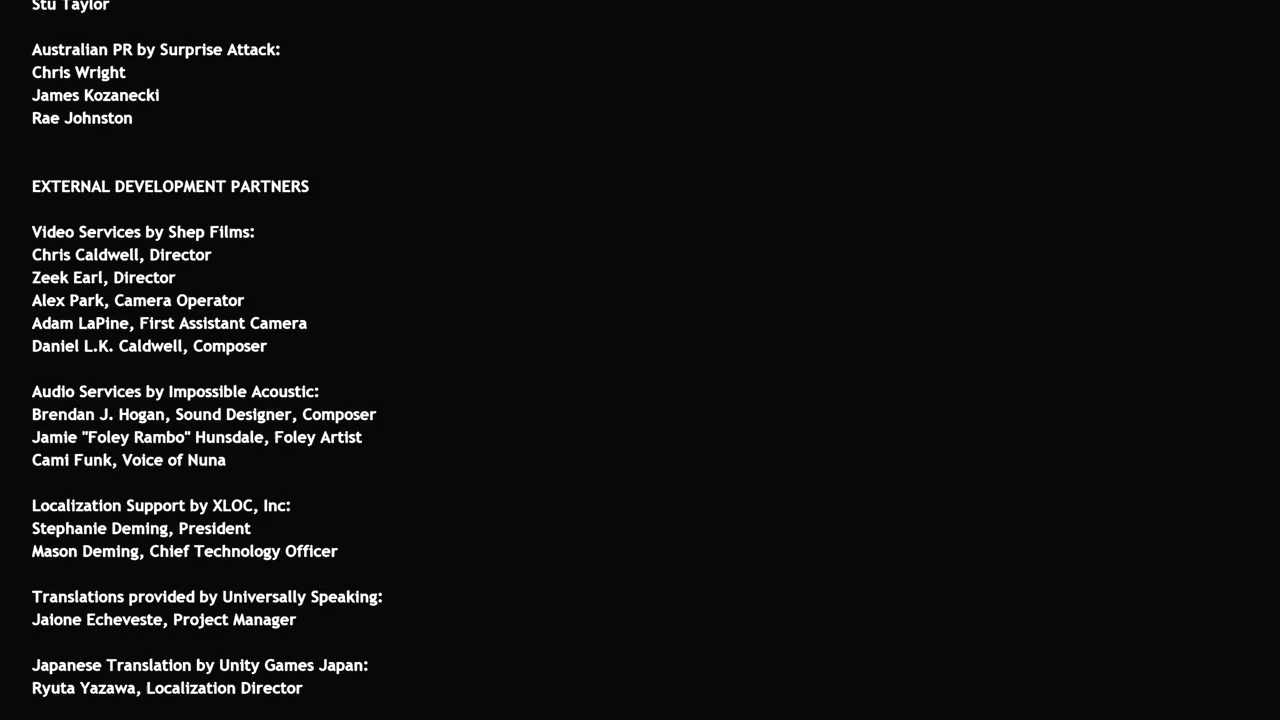 Stu Taylor
Australian PR by Surprise Attack:
Chris Wright
James Kozanecki
Rae Johnston
EXTERNAL DEVELOPMENT PARTNERS
Video Services by Shep Films:
Chris Caldwell, Director
Zeek Earl, Director
Alex Park, Camera Operator
Adam LaPine, First Assistant Camera
Daniel L.K. Caldwell, Composer
Audio Services by Impossible Acoustic:
Brendan J. Hogan, Sound Designer, Composer
Jamie "Foley Rambo" Hunsdale, Foley Artist
Cami Funk, Voice of Nuna
Localization Support by XLOC, Inc:
Stephanie Deming, President
Mason Deming, Chief Technology Officer
Translations provided by Universally Speaking:
Jaione Echeveste, Project Manager
Japanese Translation by Unity Games Japan:
Ryuta Yazawa, Localization Director